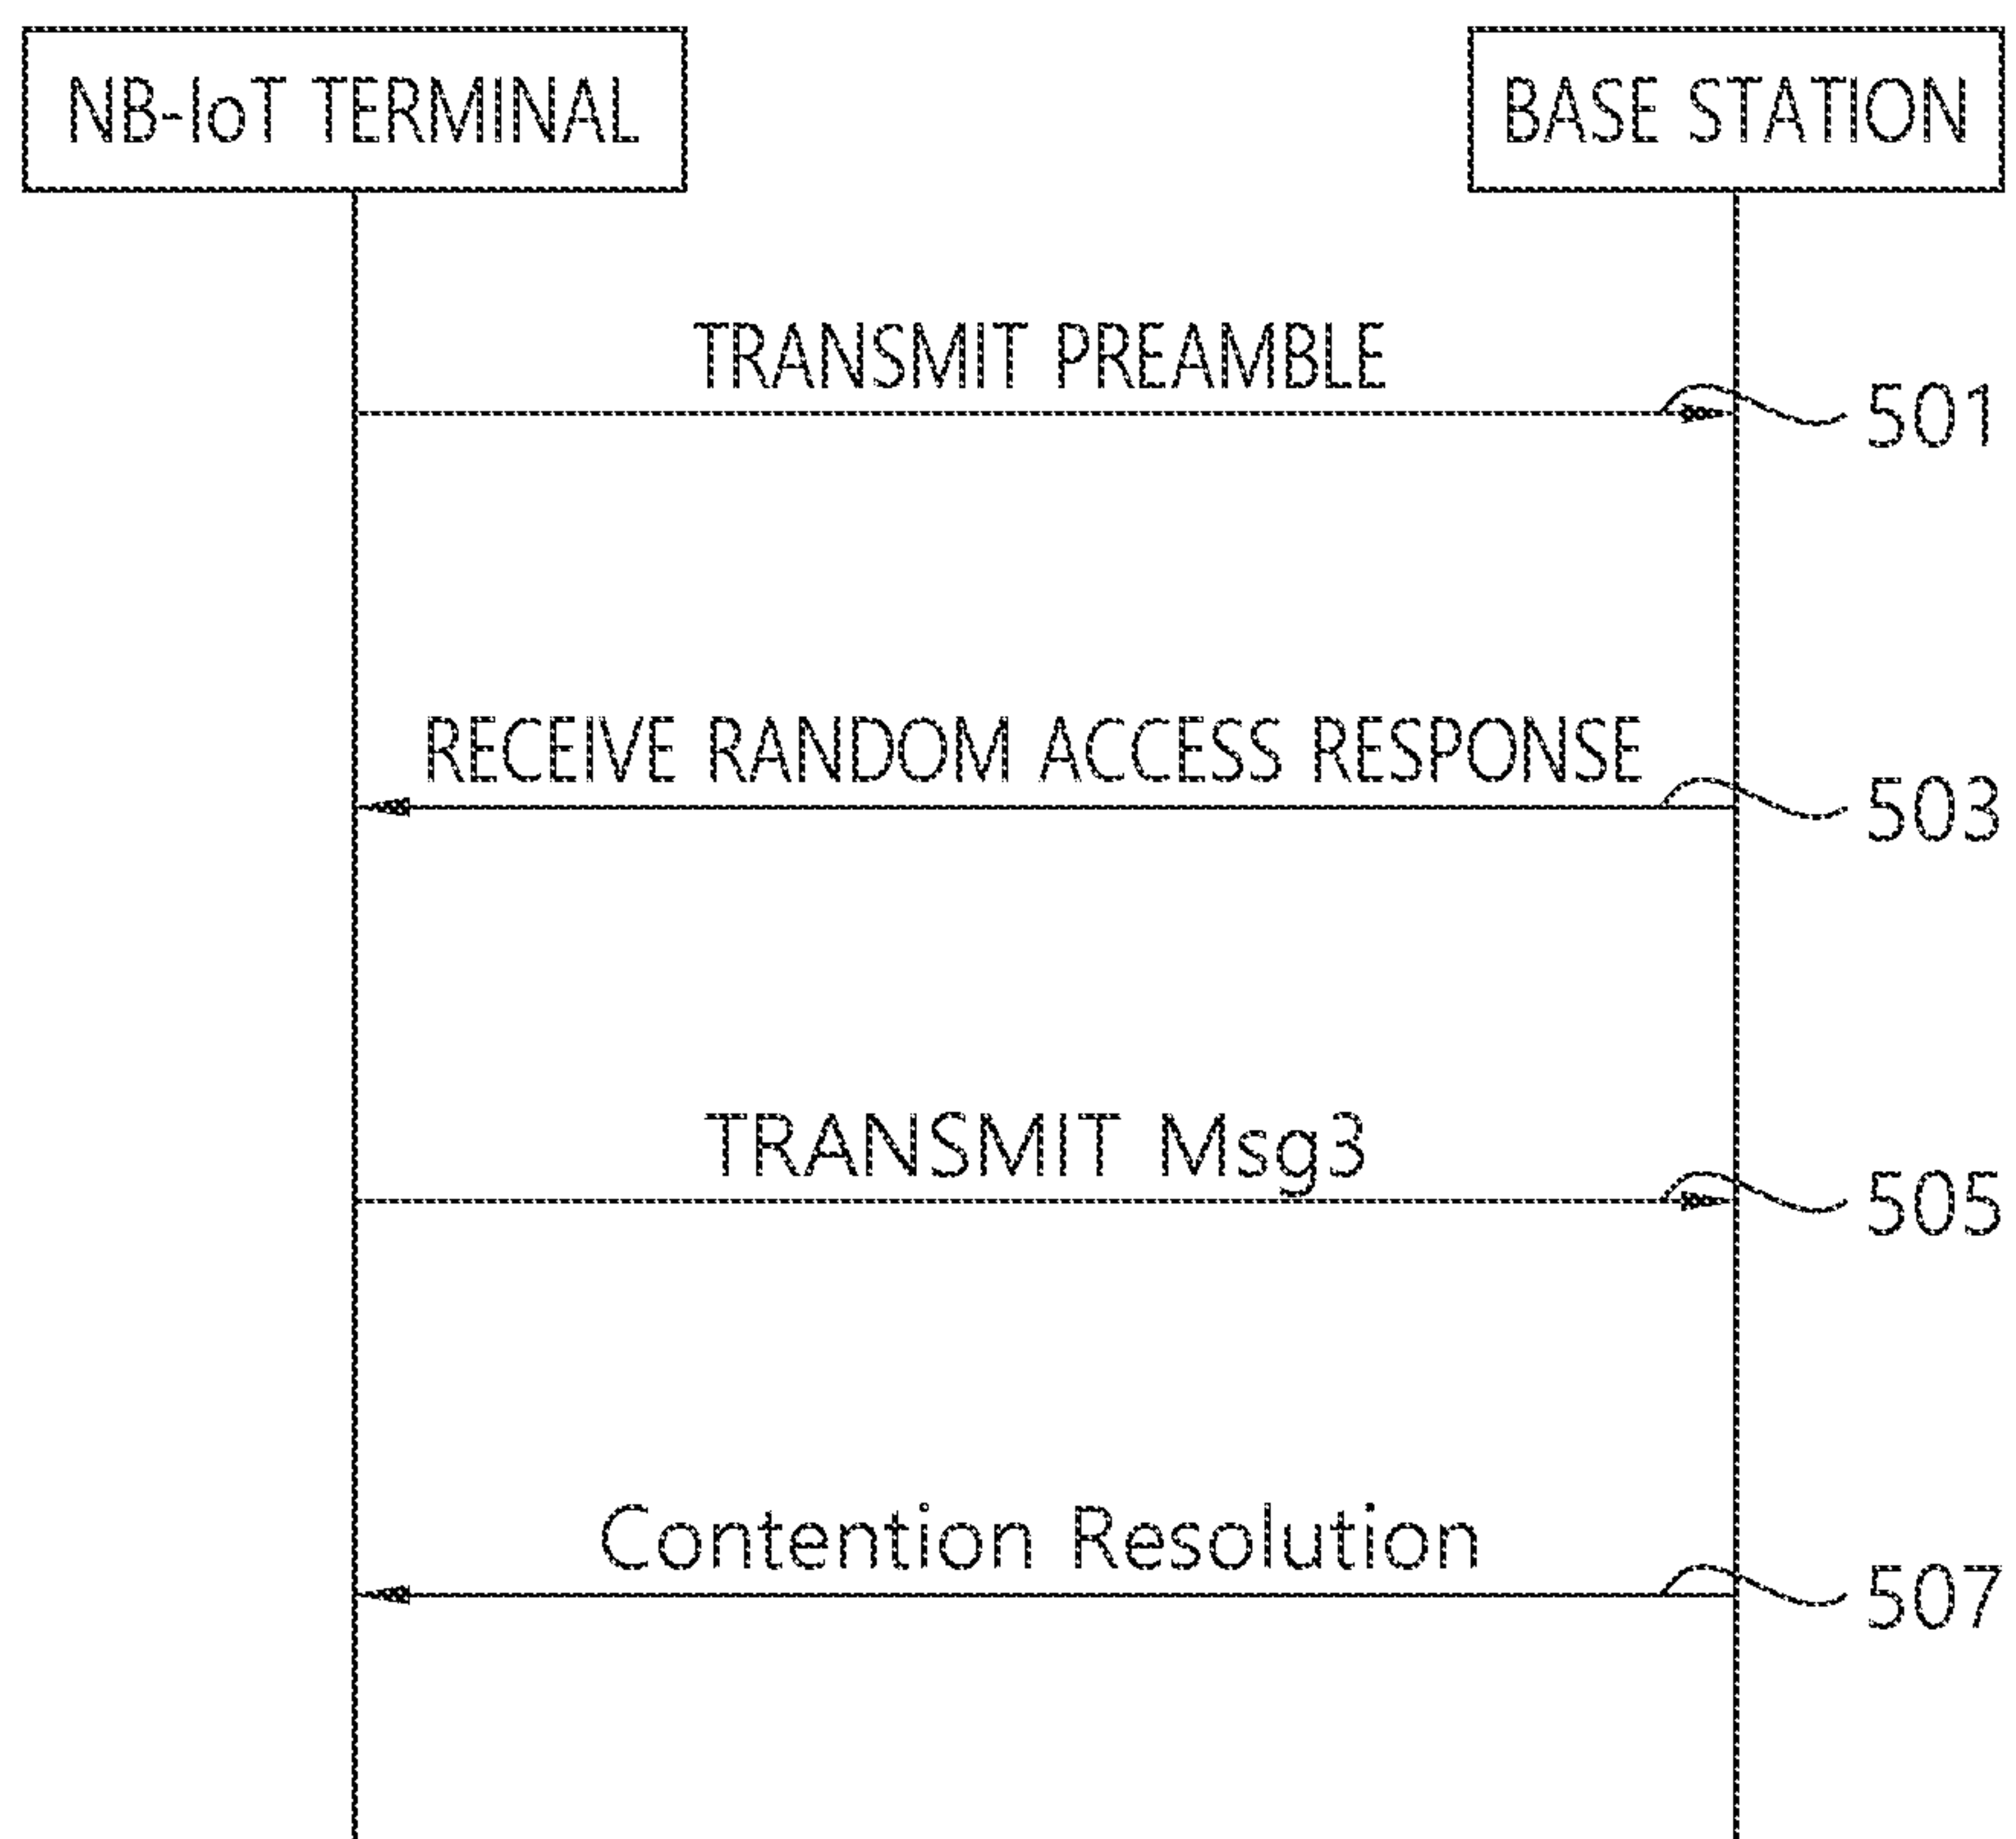 NB-IoT TERMINAL
BASE STATION
TRANSMIT PREAMBLE
501
RECEIVE RANDOM ACCESS RESPONSE
503
TRANSMIT Msg3
505
Contention Resolution
507